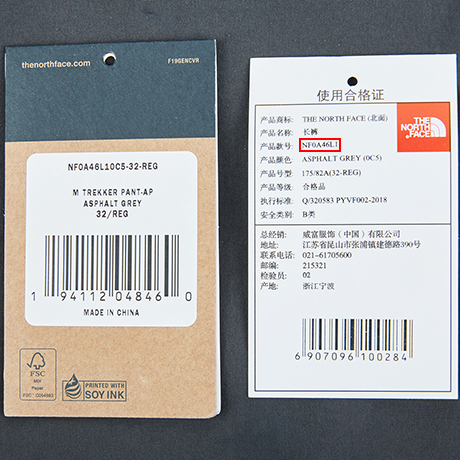 thenorthface.com
F19GENCVR
NF0A46L10C5-32-REG
M TREKKER PANT-AP
ASPHALT GREY
32/REG
1 94112 04846 0
MADE IN CHINA
FSC
MIX
Paper
PRINTED WITH
SOY INK
使用合格证
产品商标: THE NORTH FACE (北面)
产品名称: 长裤
产品款号: NF0A46L1
产品颜色: ASPHALT GREY (0C5)
产品号型: 175/82A(32-REG)
产品等级: 合格品
执行标准: Q/320583 PYVF002-2018
安全类别: B类
THE
NORTH
FACE
总经销: 威富服饰 (中国) 有限公司
地址: 江苏省昆山市张浦镇建德路390号
联系电话: 021-61705600
邮编: 215321
检验员: 02
产地: 浙江宁波
6907096100284